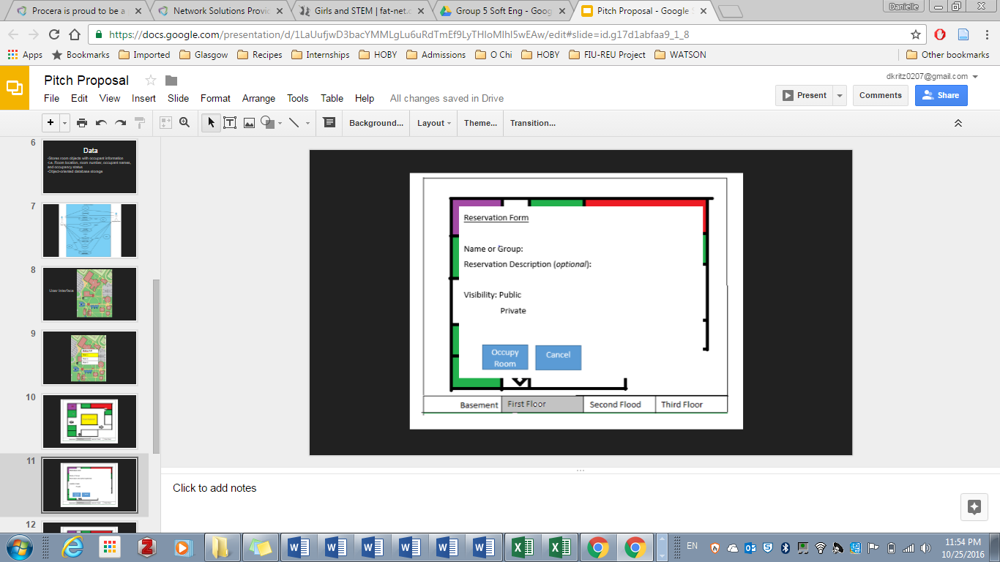 Procera is proud to be a
Network Solutions Provid
Girls and STEM | fat-net.c
Group 5 Soft Eng - Goog
Pitch Proposal - Google S
Danielle
https://docs.google.com/presentation/d/1LaUufjwD3bacYMMLgLu6uRdTmEf9LyTHIoMIhI5wEAw/edit#slide=id.g17d1abfaa9_1_8
Apps
Bookmarks
Imported
Glasgow
Recipes
Internships
HOBY
Admissions
O Chi
HOBY
FIU-REU Project
WATSON
Other bookmarks
Pitch Proposal
dkritz0207@gmail.com
File Edit View Insert Slide Format Arrange Tools Table Help All changes saved in Drive
Present
Comments
Share
Background...
Layout
Theme...
Transition...
6
Data
•Stores room objects with occupant information
•i.e. Room location, room number, occupant names,
and occupancy status
•Object-oriented database storage
7
8
User Interface
9
10
11
12
Reservation Form
Name or Group:
Reservation Description (optional):
Visibility: Public
Private
Occupy
Room
Cancel
Basement
First Floor
Second Flood
Third Floor
Click to add notes
EN
11:54 PM
10/25/2016